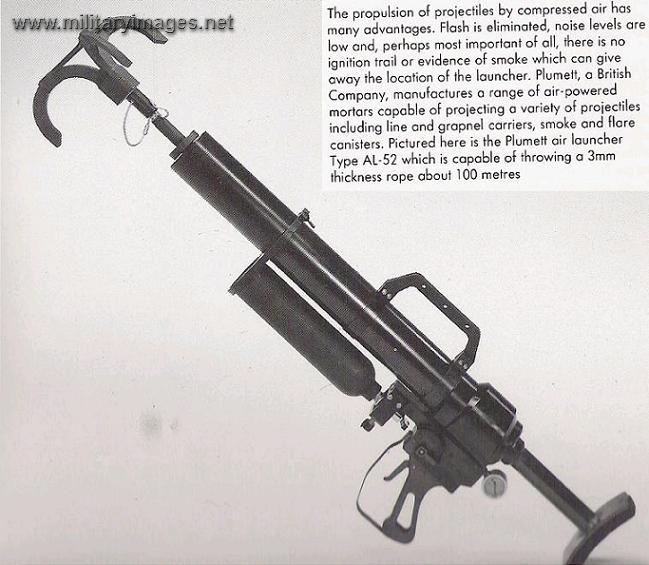 www.militaryimages.net
The propulsion of projectiles by compressed air has
many advantages. Flash is eliminated, noise levels are
low and, perhaps most important of all, there is no
ignition trail or evidence of smoke which can give
away the location of the launcher. Plumett, a British
Company, manufactures a range of air-powered
mortars capable of projecting a variety of projectiles
including line and grapnel carriers, smoke and flare
canisters. Pictured here is the Plumett air launcher
Type AL-52 which is capable of throwing a 3mm
thickness rope about 100 metres